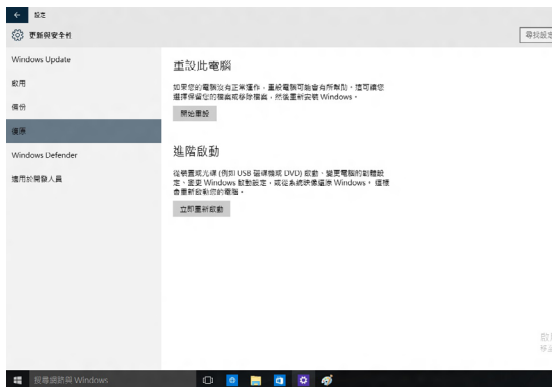 設定
更新與安全性
尋找設定
Windows Update
啟用
備份
復原
Windows Defender
適用於開發人員
重設此電腦
如果您的電腦沒有正常運作，重設電腦可能會有所幫助。這可讓您
選擇保留您的檔案或移除檔案，然後重新安裝 Windows。
開始重設
進階啟動
從裝置或光碟 (例如 USB 磁碟機或 DVD) 啟動、變更電腦的韌體設
定、變更 Windows 啟動設定，或從系統映像還原 Windows。這樣
會重新啟動您的電腦。
立即重新啟動
搜尋網路與 Windows